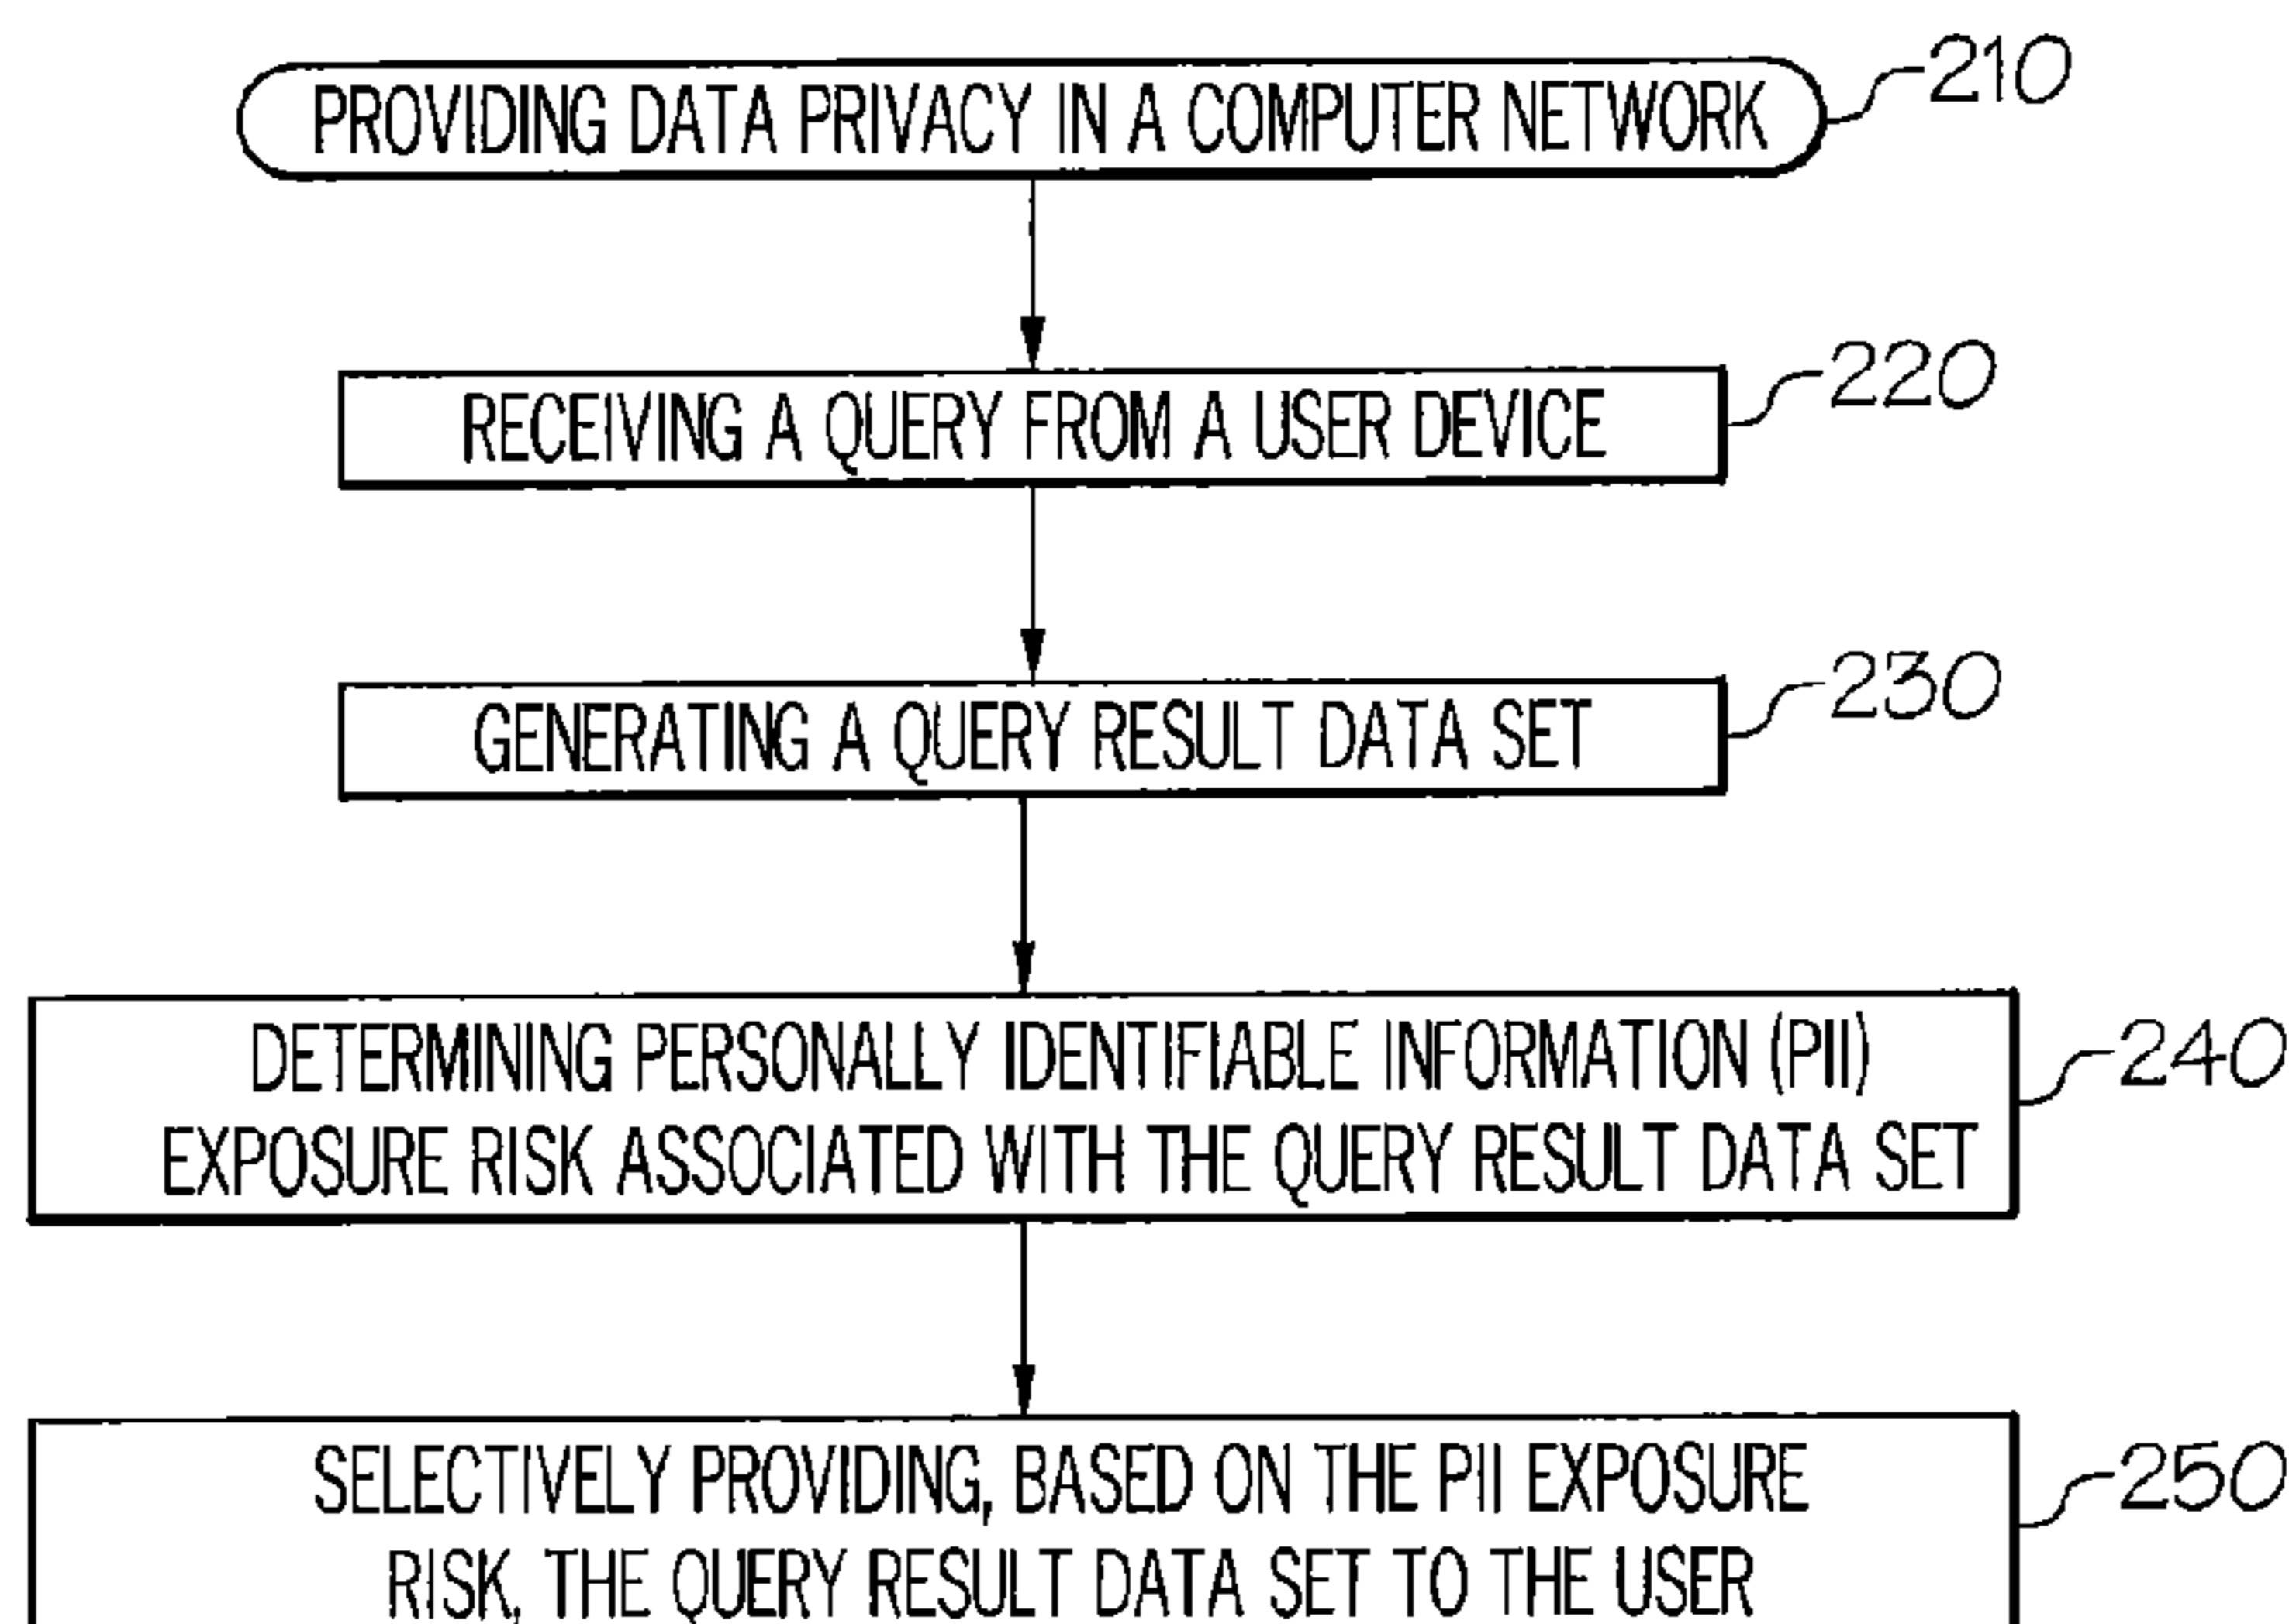 PROVIDING DATA PRIVACY IN A COMPUTER NETWORK
210
RECEIVING A QUERY FROM A USER DEVICE
220
GENERATING A QUERY RESULT DATA SET
230
DETERMINING PERSONALLY IDENTIFIABLE INFORMATION (PII)
EXPOSURE RISK ASSOCIATED WITH THE QUERY RESULT DATA SET
240
SELECTIVELY PROVIDING, BASED ON THE PII EXPOSURE
RISK, THE QUERY RESULT DATA SET TO THE USER
250